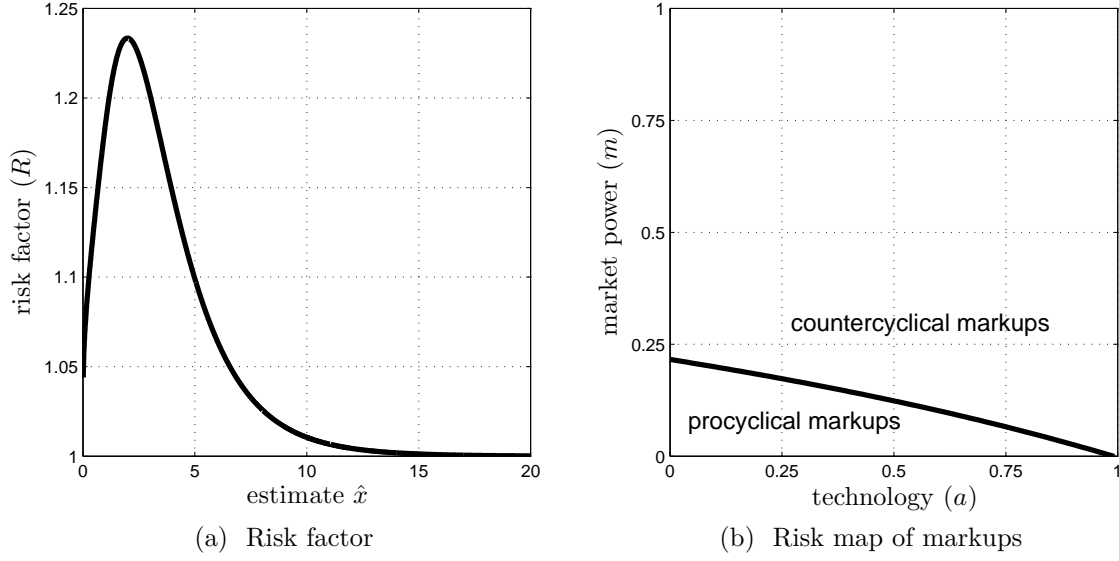 1.25
1.2
1.15
1.1
1.05
1
0
5
10
15
20
risk factor (R)
estimate x̂
(a) Risk factor
1
0.75
0.5
0.25
0
0
0.25
0.5
0.75
1
market power (m)
countercyclical markups
procyclical markups
technology (a)
(b) Risk map of markups